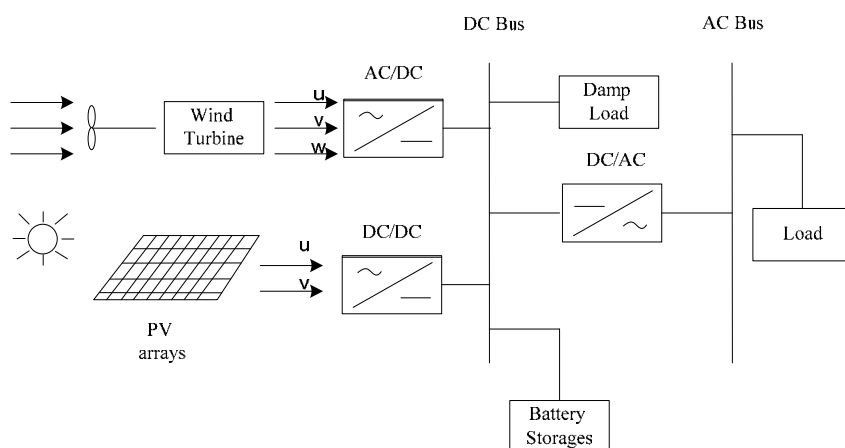 DC Bus
AC Bus
AC/DC
u
v
w
Wind
Turbine
Damp
Load
DC/AC
Load
DC/DC
u
v
PV
arrays
Battery
Storages